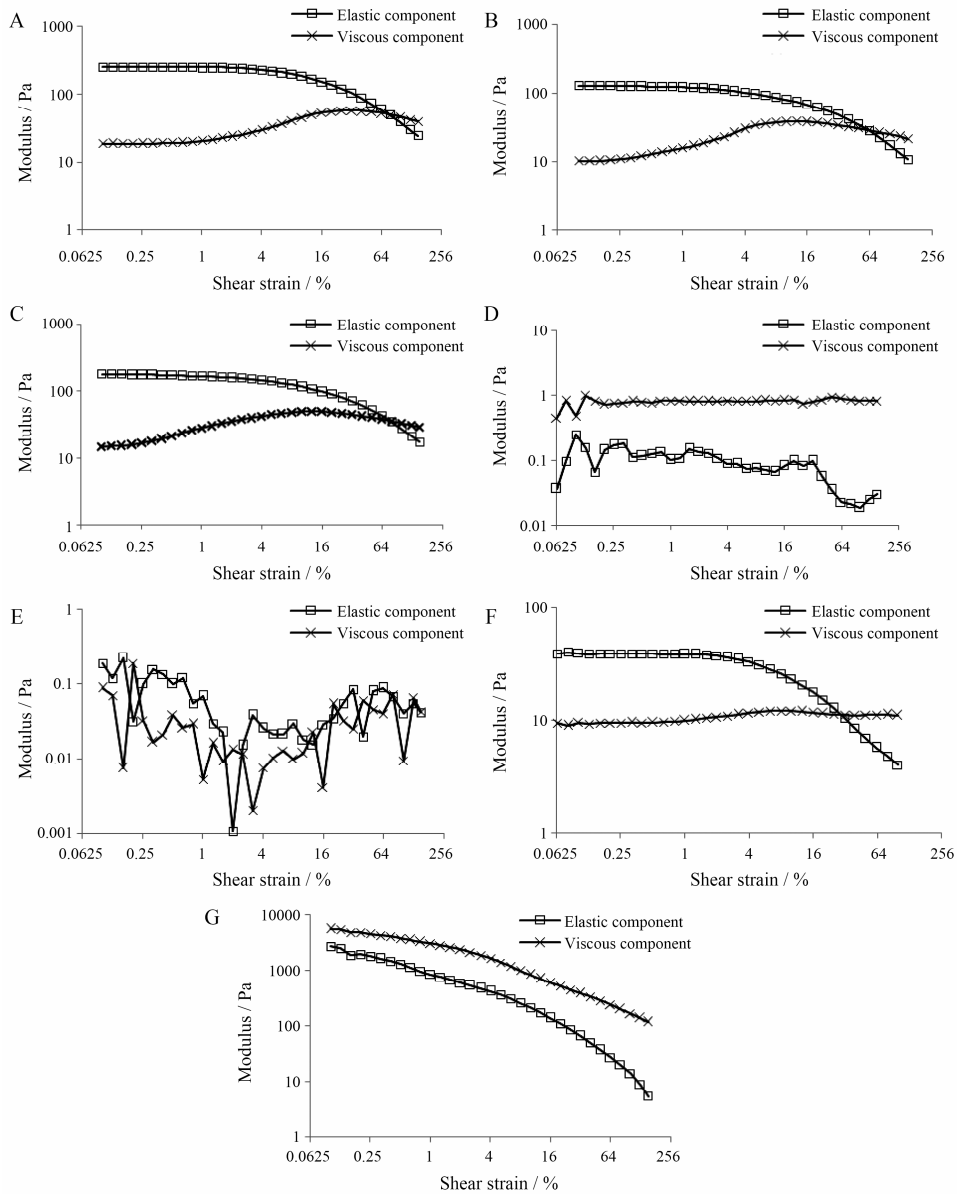 A
Elastic component
Viscous component
Modulus / Pa
1000
100
10
1
0.0625 0.25 1 4 16 64 256
Shear strain / %
B
Elastic component
Viscous component
Modulus / Pa
1000
100
10
1
0.0625 0.25 1 4 16 64 256
Shear strain / %
C
Elastic component
Viscous component
Modulus / Pa
1000
100
10
1
0.0625 0.25 1 4 16 64 256
Shear strain / %
D
Elastic component
Viscous component
Modulus / Pa
10
1
0.1
0.01
0.0625 0.25 1 4 16 64 256
Shear strain / %
E
Elastic component
Viscous component
Modulus / Pa
1
0.1
0.01
0.001
0.0625 0.25 1 4 16 64 256
Shear strain / %
F
Elastic component
Viscous component
Modulus / Pa
100
10
1
0.0625 0.25 1 4 16 64 256
Shear strain / %
G
Elastic component
Viscous component
Modulus / Pa
10000
1000
100
10
1
0.0625 0.25 1 4 16 64 256
Shear strain / %